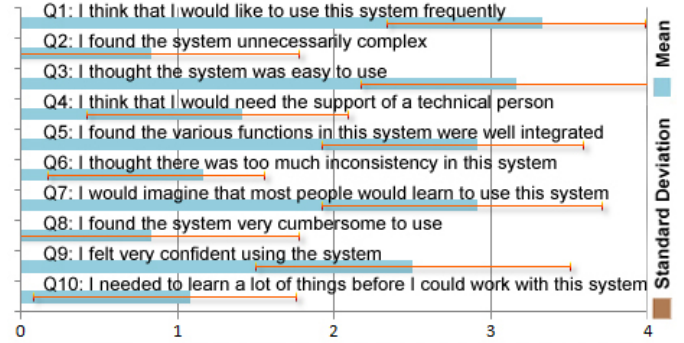 Q1: I think that I would like to use this system frequently
Q2: I found the system unnecessarily complex
Q3: I thought the system was easy to use
Q4: I think that I would need the support of a technical person
Q5: I found the various functions in this system were well integrated
Q6: I thought there was too much inconsistency in this system
Q7: I would imagine that most people would learn to use this system
Q8: I found the system very cumbersome to use
Q9: I felt very confident using the system
Q10: I needed to learn a lot of things before I could work with this system
0 1 2 3 4
Mean
Standard Deviation